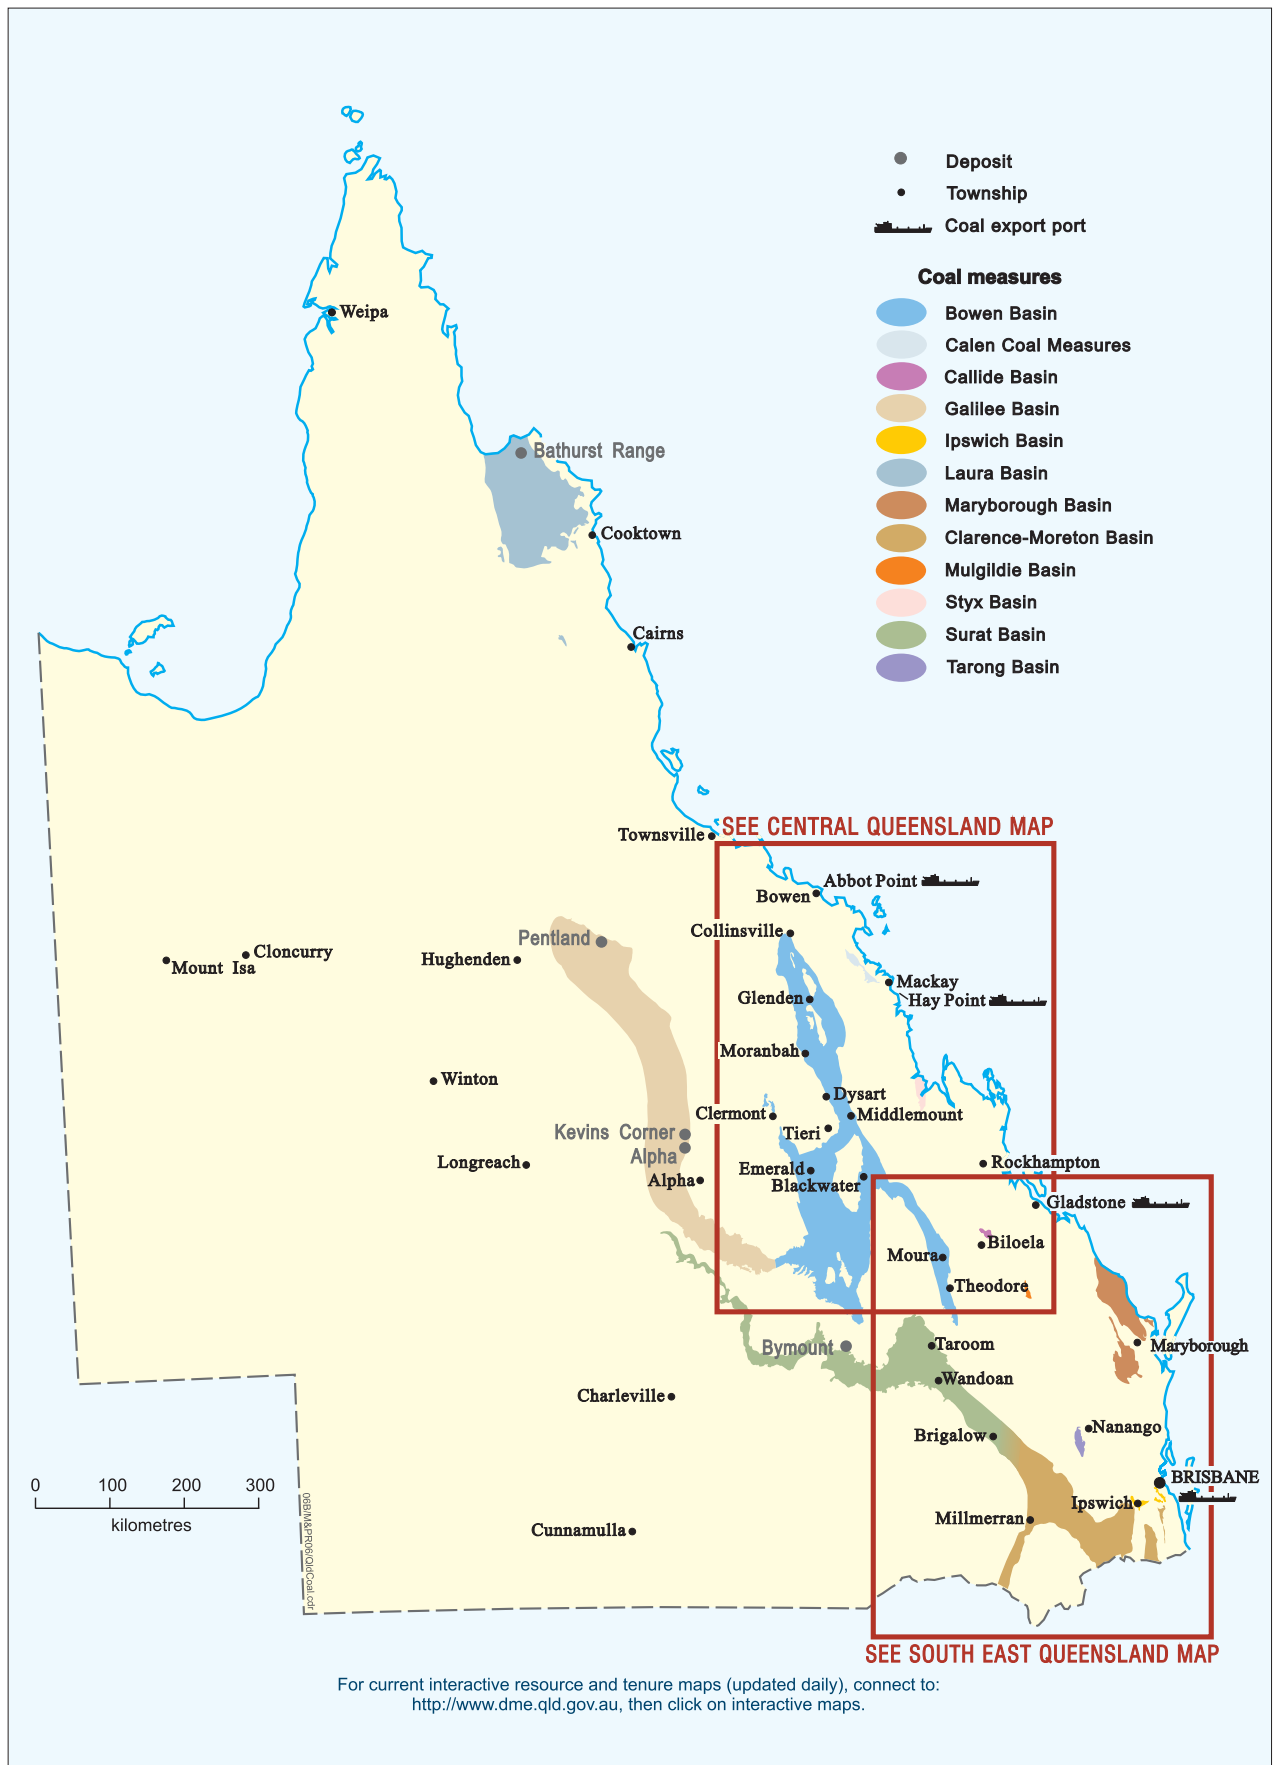 Deposit
Township
Coal export port
Coal measures
Bowen Basin
Calen Coal Measures
Callide Basin
Galilee Basin
Ipswich Basin
Laura Basin
Maryborough Basin
Clarence-Moreton Basin
Mulgildie Basin
Styx Basin
Surat Basin
Tarong Basin
Weipa
Bathurst Range
Cooktown
Cairns
Townsville
SEE CENTRAL QUEENSLAND MAP
Abbot Point
Bowen
Collinsville
Pentland
Cloncurry
Mount Isa
Hughenden
Mackay
Hay Point
Glenden
Moranbah
Winton
Dysart
Clermont
Middlemount
Tieri
Kevins Corner
Alpha
Longreach
Rockhampton
Emerald
Alpha
Blackwater
Gladstone
Biloela
Moura
Theodore
Bymount
Taroom
Maryborough
Wandoan
Charleville
Nanango
Brigalow
BRISBANE
Ipswich
Millmerran
Cunnamulla
0 100 200 300
kilometres
06B/M&PR06/QldCoal.cdr
SEE SOUTH EAST QUEENSLAND MAP
For current interactive resource and tenure maps (updated daily), connect to:
http://www.dme.qld.gov.au, then click on interactive maps.